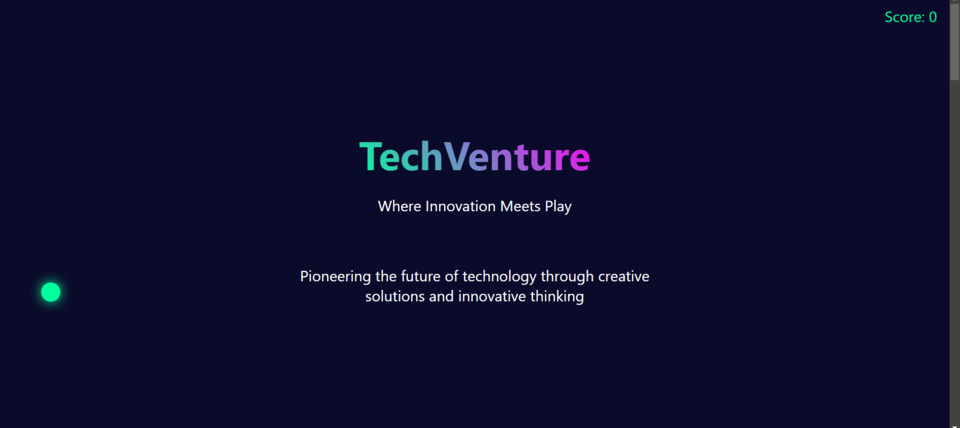 Score: 0
TechVenture
Where Innovation Meets Play
Pioneering the future of technology through creative
solutions and innovative thinking